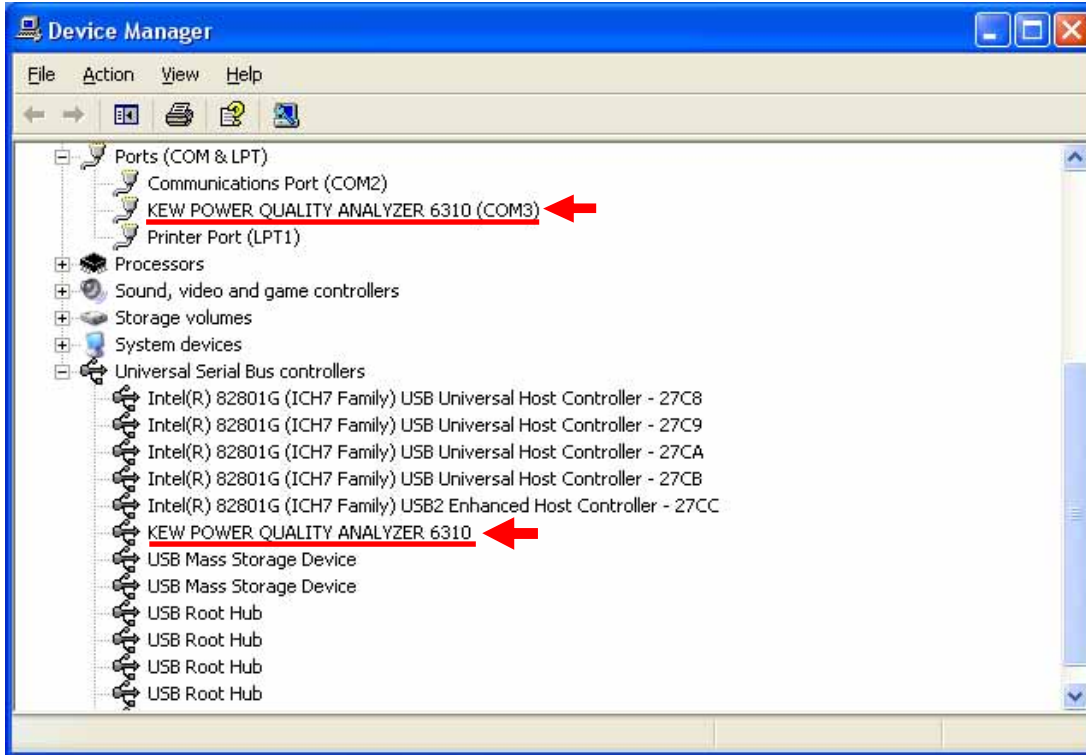 Device Manager
File Action View Help
Ports (COM & LPT)
Communications Port (COM2)
KEW POWER QUALITY ANALYZER 6310 (COM3)
Printer Port (LPT1)
Processors
Sound, video and game controllers
Storage volumes
System devices
Universal Serial Bus controllers
Intel(R) 82801G (ICH7 Family) USB Universal Host Controller - 27C8
Intel(R) 82801G (ICH7 Family) USB Universal Host Controller - 27C9
Intel(R) 82801G (ICH7 Family) USB Universal Host Controller - 27CA
Intel(R) 82801G (ICH7 Family) USB Universal Host Controller - 27CB
Intel(R) 82801G (ICH7 Family) USB2 Enhanced Host Controller - 27CC
KEW POWER QUALITY ANALYZER 6310
USB Mass Storage Device
USB Mass Storage Device
USB Root Hub
USB Root Hub
USB Root Hub
USB Root Hub